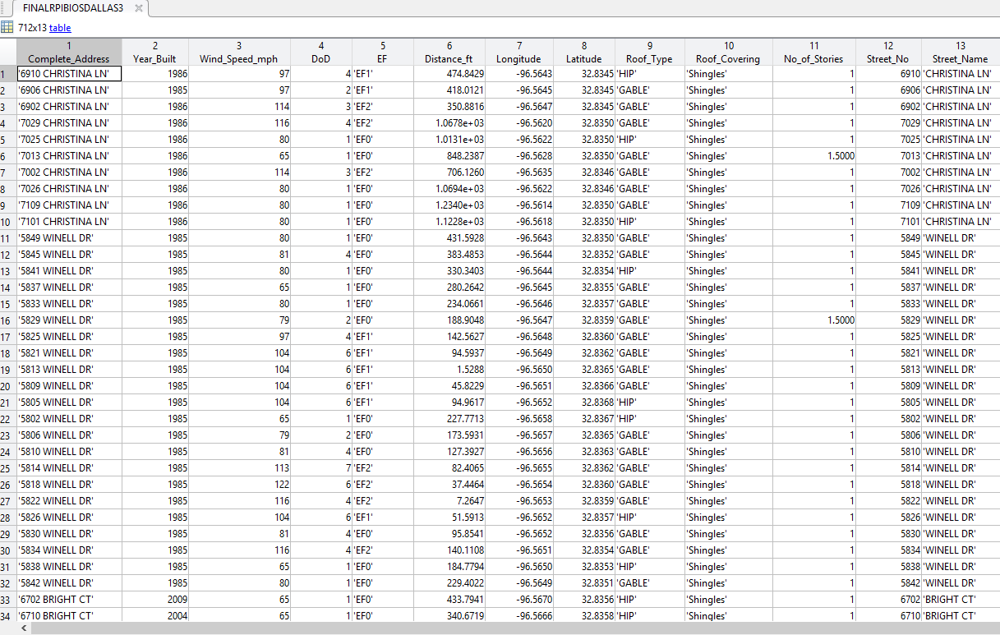 FINALRPIBIOSDALLAS3
712x13 table
1 2 3 4 5 6 7 8 9 10 11 12 13
Complete_Address Year_Built Wind_Speed_mph DoD EF Distance_ft Longitude Latitude Roof_Type Roof_Covering No_of_Stories Street_No Street_Name
1 '6910 CHRISTINA LN' 1986 97 4 'EF1' 474.8429 -96.5643 32.8345 'HIP' 'Shingles' 1 6910 'CHRISTINA LN'
2 '6906 CHRISTINA LN' 1985 97 2 'EF1' 418.0121 -96.5645 32.8345 'GABLE' 'Shingles' 1 6906 'CHRISTINA LN'
3 '6902 CHRISTINA LN' 1986 114 3 'EF2' 350.8816 -96.5647 32.8345 'GABLE' 'Shingles' 1 6902 'CHRISTINA LN'
4 '7029 CHRISTINA LN' 1986 116 4 'EF2' 1.0678e+03 -96.5620 32.8350 'GABLE' 'Shingles' 1 7029 'CHRISTINA LN'
5 '7025 CHRISTINA LN' 1986 80 1 'EF0' 1.0131e+03 -96.5622 32.8350 'HIP' 'Shingles' 1 7025 'CHRISTINA LN'
6 '7013 CHRISTINA LN' 1986 65 1 'EF0' 848.2387 -96.5628 32.8350 'GABLE' 'Shingles' 1.5000 7013 'CHRISTINA LN'
7 '7002 CHRISTINA LN' 1986 114 3 'EF2' 706.1260 -96.5635 32.8346 'GABLE' 'Shingles' 1 7002 'CHRISTINA LN'
8 '7026 CHRISTINA LN' 1986 80 1 'EF0' 1.0694e+03 -96.5622 32.8346 'GABLE' 'Shingles' 1 7026 'CHRISTINA LN'
9 '7109 CHRISTINA LN' 1986 80 1 'EF0' 1.2340e+03 -96.5614 32.8350 'GABLE' 'Shingles' 1 7109 'CHRISTINA LN'
10 '7101 CHRISTINA LN' 1986 80 1 'EF0' 1.1228e+03 -96.5618 32.8350 'HIP' 'Shingles' 1 7101 'CHRISTINA LN'
11 '5849 WINELL DR' 1985 80 1 'EF0' 431.5928 -96.5643 32.8350 'GABLE' 'Shingles' 1 5849 'WINELL DR'
12 '5845 WINELL DR' 1985 81 4 'EF0' 383.4853 -96.5644 32.8352 'GABLE' 'Shingles' 1 5845 'WINELL DR'
13 '5841 WINELL DR' 1985 80 1 'EF0' 330.3403 -96.5644 32.8354 'HIP' 'Shingles' 1 5841 'WINELL DR'
14 '5837 WINELL DR' 1985 65 1 'EF0' 280.2642 -96.5645 32.8355 'GABLE' 'Shingles' 1 5837 'WINELL DR'
15 '5833 WINELL DR' 1985 80 1 'EF0' 234.0661 -96.5646 32.8357 'GABLE' 'Shingles' 1 5833 'WINELL DR'
16 '5829 WINELL DR' 1985 79 2 'EF0' 188.9048 -96.5647 32.8359 'GABLE' 'Shingles' 1.5000 5829 'WINELL DR'
17 '5825 WINELL DR' 1985 97 4 'EF1' 142.5627 -96.5648 32.8360 'GABLE' 'Shingles' 1 5825 'WINELL DR'
18 '5821 WINELL DR' 1985 104 6 'EF1' 94.5937 -96.5649 32.8362 'GABLE' 'Shingles' 1 5821 'WINELL DR'
19 '5813 WINELL DR' 1985 104 6 'EF1' 1.5288 -96.5650 32.8365 'GABLE' 'Shingles' 1 5813 'WINELL DR'
20 '5809 WINELL DR' 1985 104 6 'EF1' 45.8229 -96.5651 32.8366 'GABLE' 'Shingles' 1 5809 'WINELL DR'
21 '5805 WINELL DR' 1985 104 6 'EF1' 94.9617 -96.5652 32.8368 'HIP' 'Shingles' 1 5805 'WINELL DR'
22 '5802 WINELL DR' 1985 65 1 'EF0' 227.7713 -96.5658 32.8367 'HIP' 'Shingles' 1 5802 'WINELL DR'
23 '5806 WINELL DR' 1985 79 2 'EF0' 173.5931 -96.5657 32.8365 'GABLE' 'Shingles' 1 5806 'WINELL DR'
24 '5810 WINELL DR' 1985 81 4 'EF0' 127.3927 -96.5656 32.8363 'GABLE' 'Shingles' 1 5810 'WINELL DR'
25 '5814 WINELL DR' 1985 113 7 'EF2' 82.4065 -96.5655 32.8362 'GABLE' 'Shingles' 1 5814 'WINELL DR'
26 '5818 WINELL DR' 1985 122 6 'EF2' 37.4464 -96.5654 32.8360 'GABLE' 'Shingles' 1 5818 'WINELL DR'
27 '5822 WINELL DR' 1985 116 4 'EF2' 7.2647 -96.5653 32.8359 'GABLE' 'Shingles' 1 5822 'WINELL DR'
28 '5826 WINELL DR' 1985 104 6 'EF1' 51.5913 -96.5652 32.8357 'HIP' 'Shingles' 1 5826 'WINELL DR'
29 '5830 WINELL DR' 1985 81 4 'EF0' 95.8541 -96.5652 32.8356 'GABLE' 'Shingles' 1 5830 'WINELL DR'
30 '5834 WINELL DR' 1985 116 4 'EF2' 140.1108 -96.5651 32.8354 'GABLE' 'Shingles' 1 5834 'WINELL DR'
31 '5838 WINELL DR' 1985 65 1 'EF0' 184.7794 -96.5650 32.8353 'HIP' 'Shingles' 1 5838 'WINELL DR'
32 '5842 WINELL DR' 1985 80 1 'EF0' 229.4022 -96.5649 32.8351 'GABLE' 'Shingles' 1 5842 'WINELL DR'
33 '6702 BRIGHT CT' 2009 65 1 'EF0' 433.7941 -96.5670 32.8356 'HIP' 'Shingles' 1 6702 'BRIGHT CT'
34 '6710 BRIGHT CT' 2004 65 1 'EF0' 340.6719 -96.5666 32.8358 'HIP' 'Shingles' 1 6710 'BRIGHT CT'